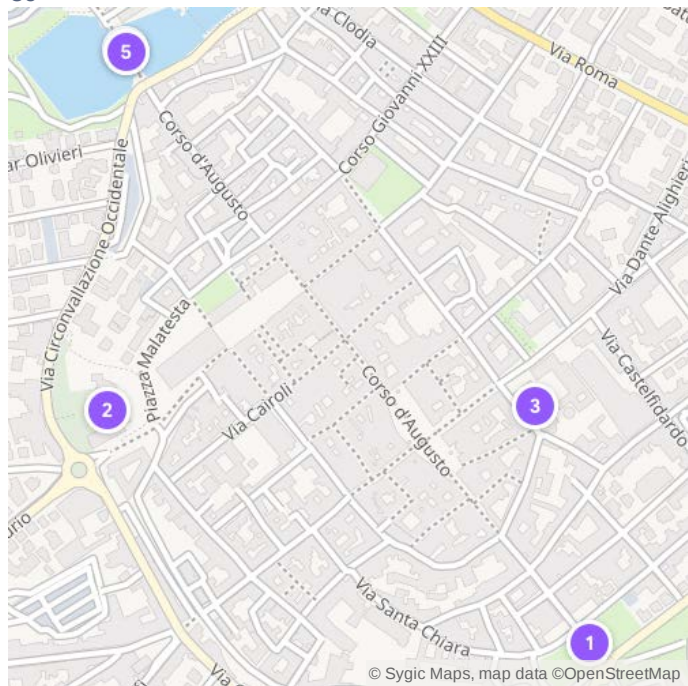 5
Via Clodia
Via Roma
Corso Giovanni XXIII
ar Olivieri
Corso d'Augusto
Via Dante Alighieri
Via Circonvallazione Occidentale
Piazza Malatesta
Via Castelfidardo
2
Via Cairoli
Corso d'Augusto
3
urio
Via Santa Chiara
1
© Sygic Maps, map data ©OpenStreetMap